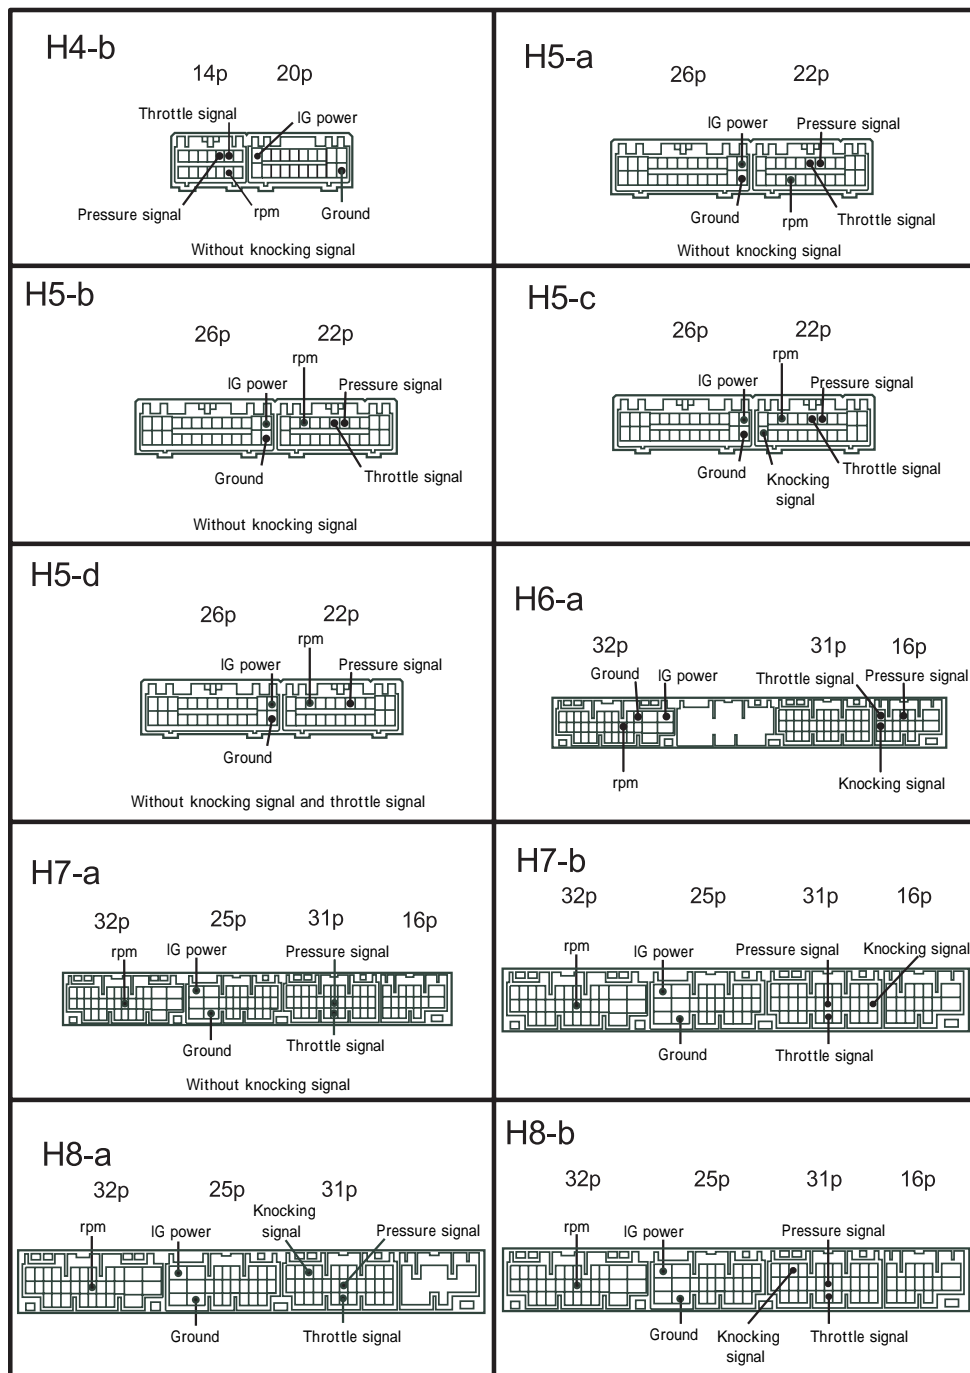 H4-b
14p 20p
Throttle signal
IG power
Pressure signal
rpm
Ground
Without knocking signal
H5-a
26p 22p
IG power
Pressure signal
Ground
rpm
Throttle signal
Without knocking signal
H5-b
26p 22p
rpm
IG power
Pressure signal
Ground
Throttle signal
Without knocking signal
H5-c
26p 22p
rpm
IG power
Pressure signal
Ground
Knocking
signal
Throttle signal
H5-d
26p 22p
rpm
IG power
Pressure signal
Ground
Without knocking signal and throttle signal
H6-a
32p 31p 16p
Ground
IG power
Throttle signal
Pressure signal
rpm
Knocking signal
H7-a
32p 25p 31p 16p
rpm
IG power
Pressure signal
Ground
Throttle signal
Without knocking signal
H7-b
32p 25p 31p 16p
rpm
IG power
Pressure signal
Knocking signal
Ground
Throttle signal
H8-a
32p 25p 31p
Knocking
signal
rpm
IG power
Pressure signal
Ground
Throttle signal
H8-b
32p 25p 31p 16p
rpm
IG power
Pressure signal
Ground
Knocking
signal
Throttle signal